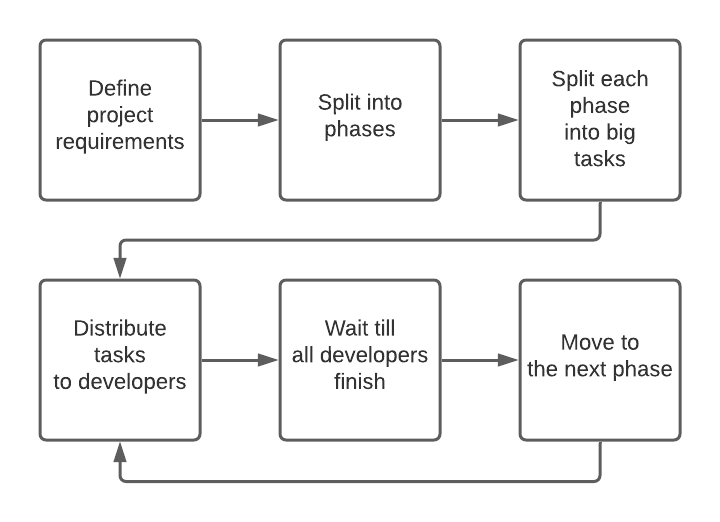 Define
project
requirements
Split into
phases
Split each
phase
into big
tasks
Distribute
tasks
to developers
Wait till
all developers
finish
Move to
the next phase